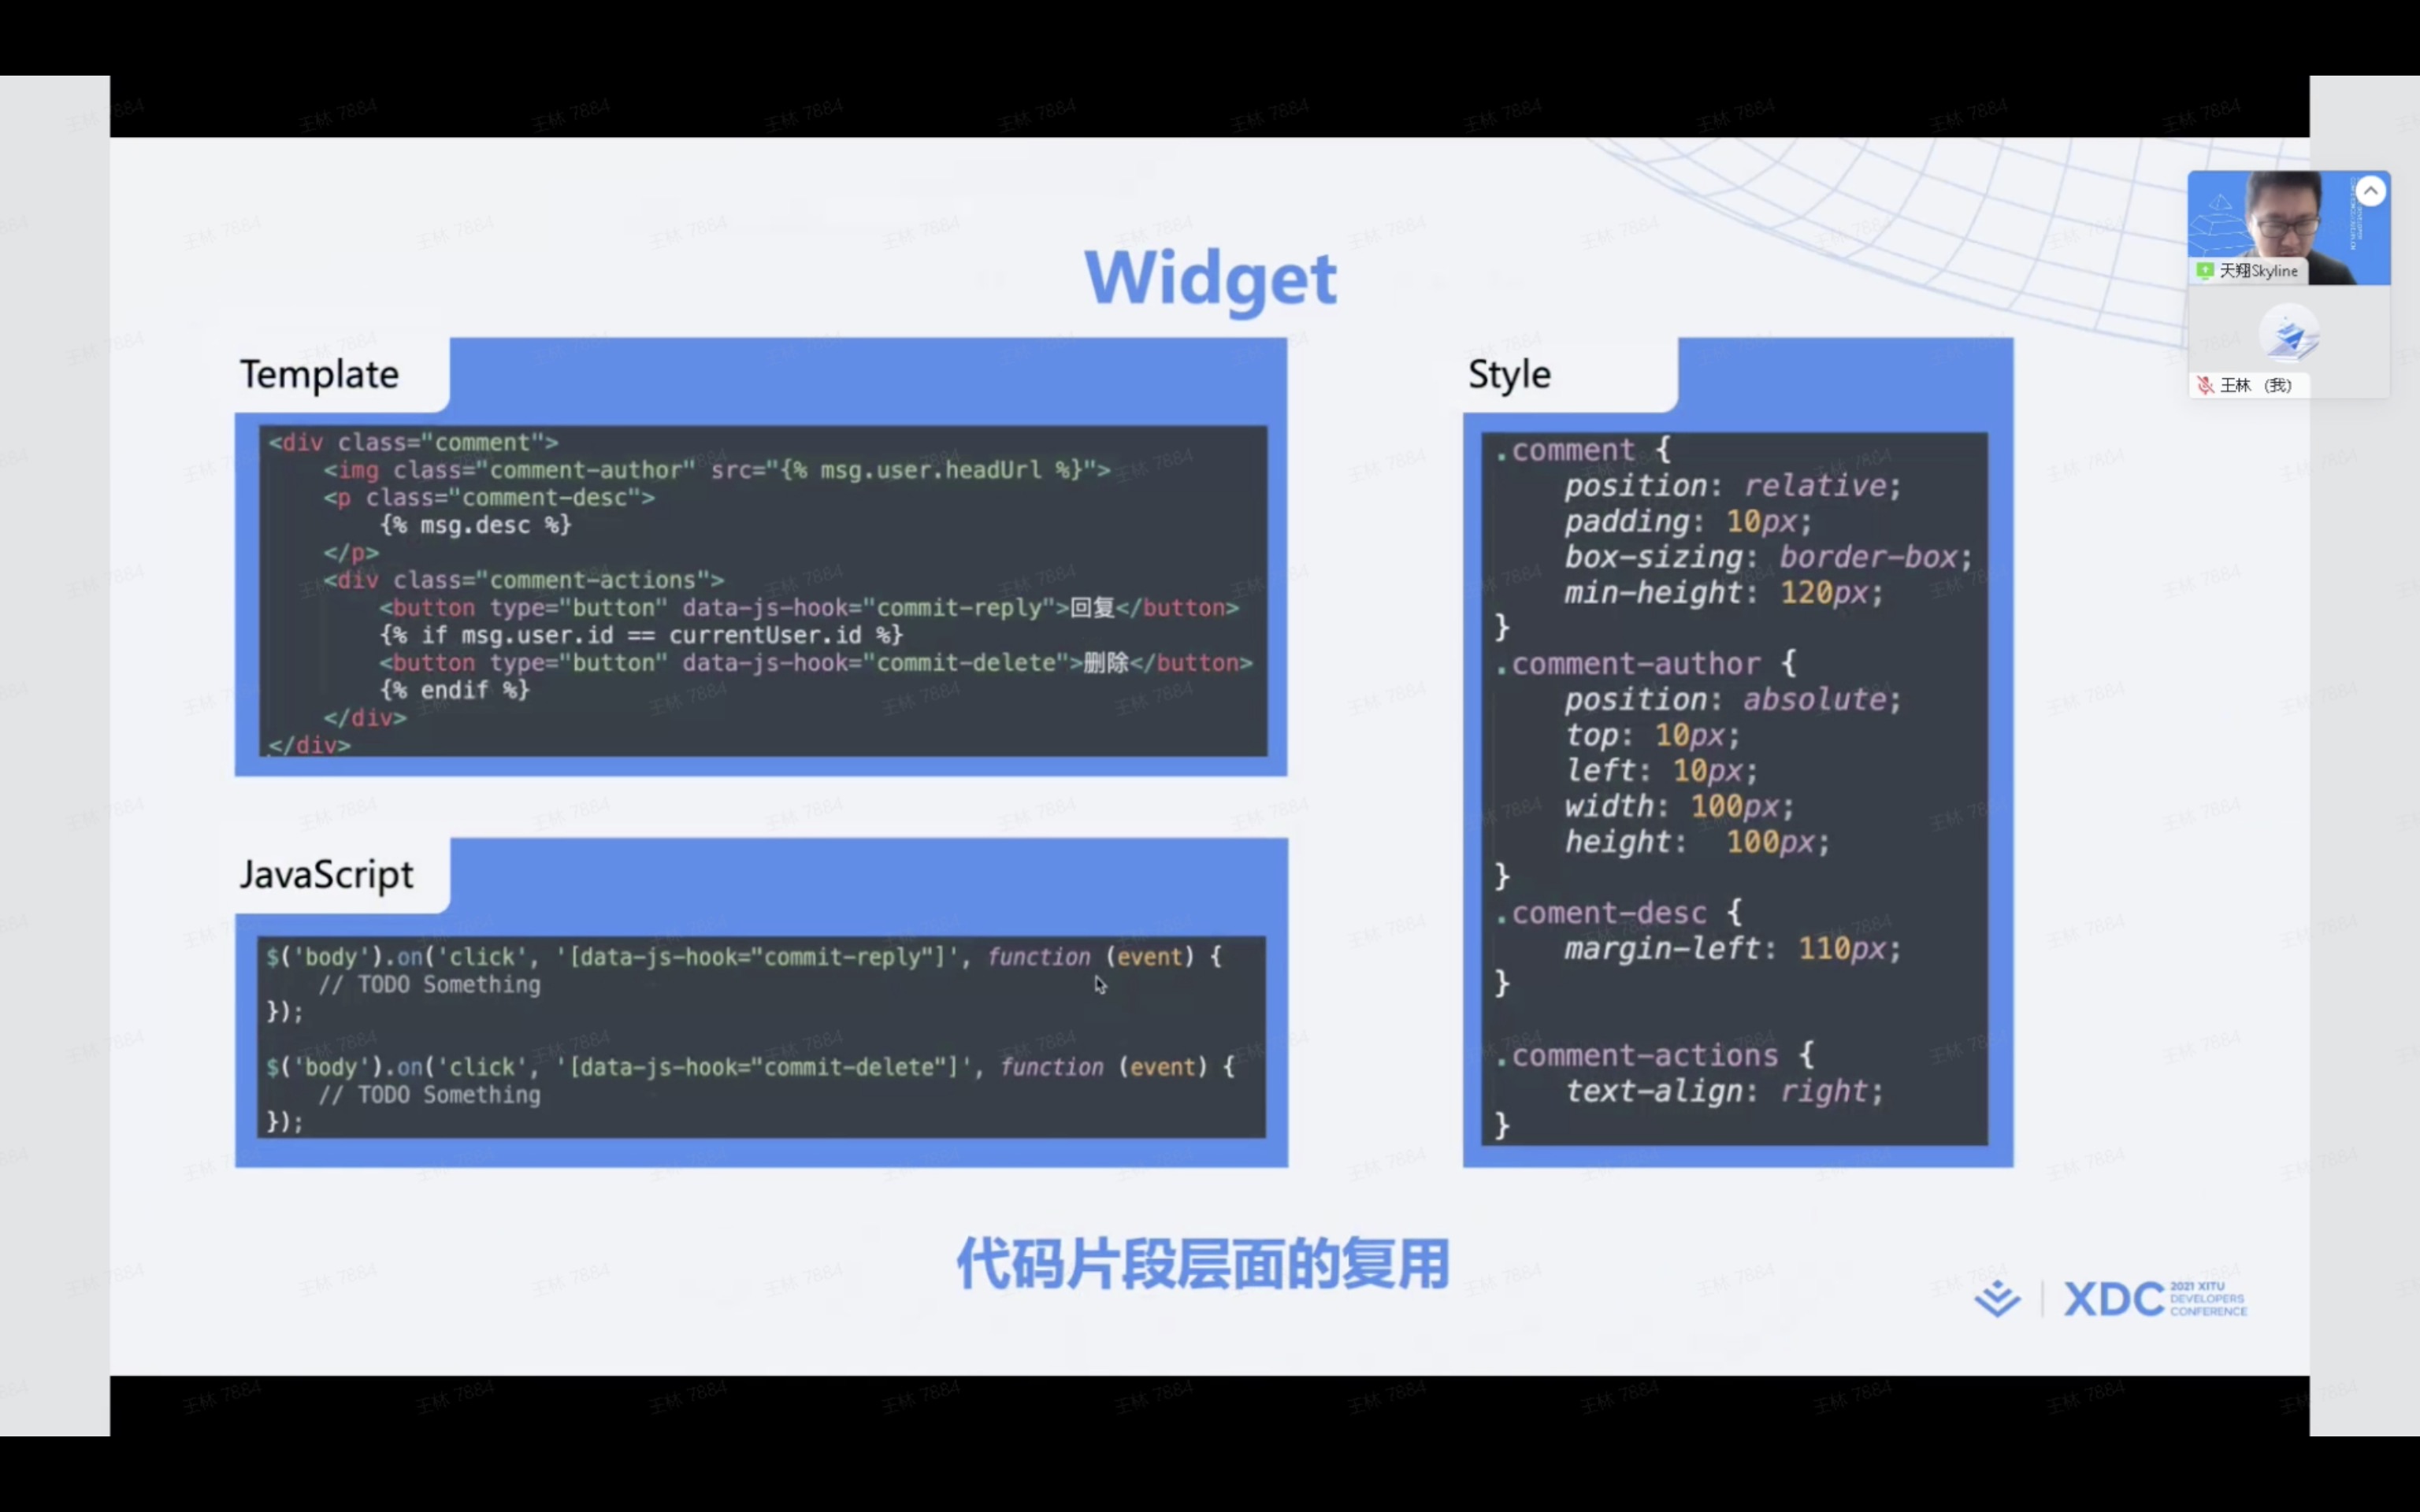 Widget
Template
<div class="comment">
    <img class="comment-author" src="{% msg.user.headUrl %}">
    <p class="comment-desc">
        {% msg.desc %}
    </p>
    <div class="comment-actions">
        <button type="button" data-js-hook="commit-reply">回复</button>
        {% if msg.user.id == currentUser.id %}
        <button type="button" data-js-hook="commit-delete">删除</button>
        {% endif %}
    </div>
</div>
JavaScript
$('body').on('click', '[data-js-hook="commit-reply"]', function (event) {
    // TODO Something
});
$('body').on('click', '[data-js-hook="commit-delete"]', function (event) {
    // TODO Something
});
Style
.comment {
    position: relative;
    padding: 10px;
    box-sizing: border-box;
    min-height: 120px;
}
.comment-author {
    position: absolute;
    top: 10px;
    left: 10px;
    width: 100px;
    height:  100px;
}
.coment-desc {
    margin-left: 110px;
}
.comment-actions {
    text-align: right;
}
代码片段层面的复用
XDC
2021 XITU
DEVELOPERS
CONFERENCE
天翔Skyline
王林 （我）
王林 7884